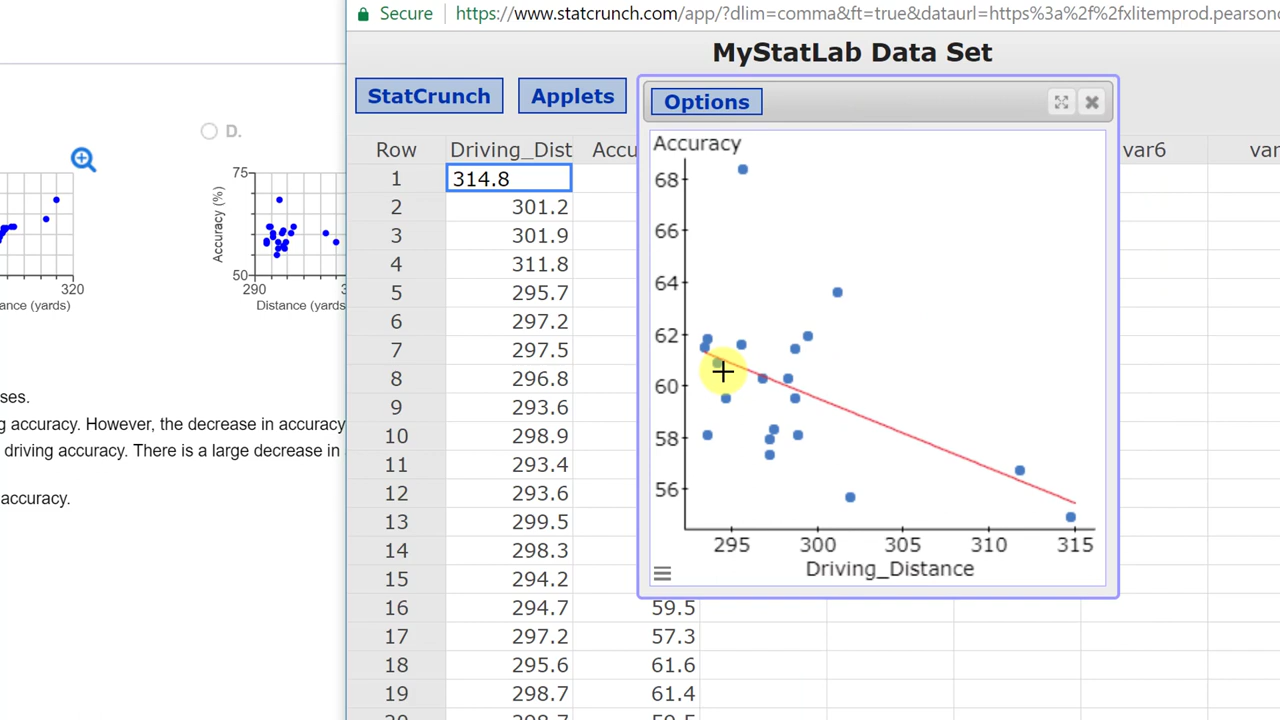 Secure https://www.statcrunch.com/app/?dlim=comma&ft=true&dataurl=https%3a%2f%2fxlitemprod.pearson
MyStatLab Data Set
StatCrunch Applets
Options
D.
75
Accuracy (%)
50
290
Distance (yards)
320
ance (yards)
ses.
g accuracy. However, the decrease in accuracy
driving accuracy. There is a large decrease in
accuracy.
Row Driving_Dist Accu var6 var
1 314.8
2 301.2
3 301.9
4 311.8
5 295.7
6 297.2
7 297.5
8 296.8
9 293.6
10 298.9
11 293.4
12 293.6
13 299.5
14 298.3
15 294.2
16 294.7 59.5
17 297.2 57.3
18 295.6 61.6
19 298.7 61.4
Accuracy
68
66
64
62
60
58
56
295 300 305 310 315
Driving_Distance